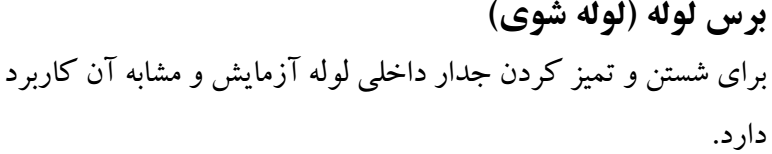 برس لوله (لوله شوی)
برای شستن و تمیز کردن جدار داخلی لوله آزمایش و مشابه آن کاربرد
دارد.